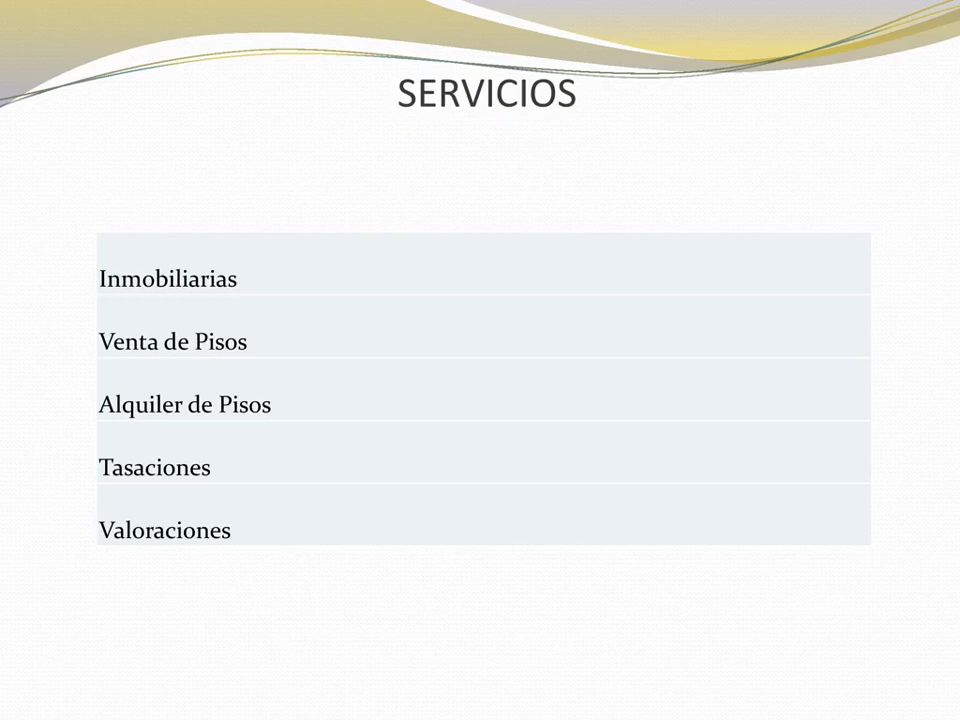 SERVICIOS
Inmobiliarias
Venta de Pisos
Alquiler de Pisos
Tasaciones
Valoraciones